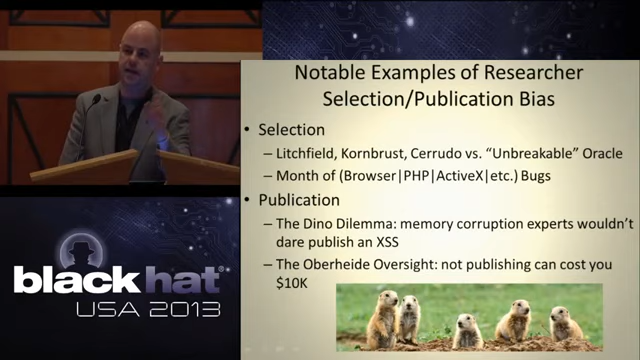 Notable Examples of Researcher
Selection/Publication Bias
• Selection
– Litchfield, Kornbrust, Cerrudo vs. “Unbreakable” Oracle
– Month of (Browser|PHP|ActiveX|etc.) Bugs
• Publication
– The Dino Dilemma: memory corruption experts wouldn’t
dare publish an XSS
– The Oberheide Oversight: not publishing can cost you
$10K
black hat®
USA 2013